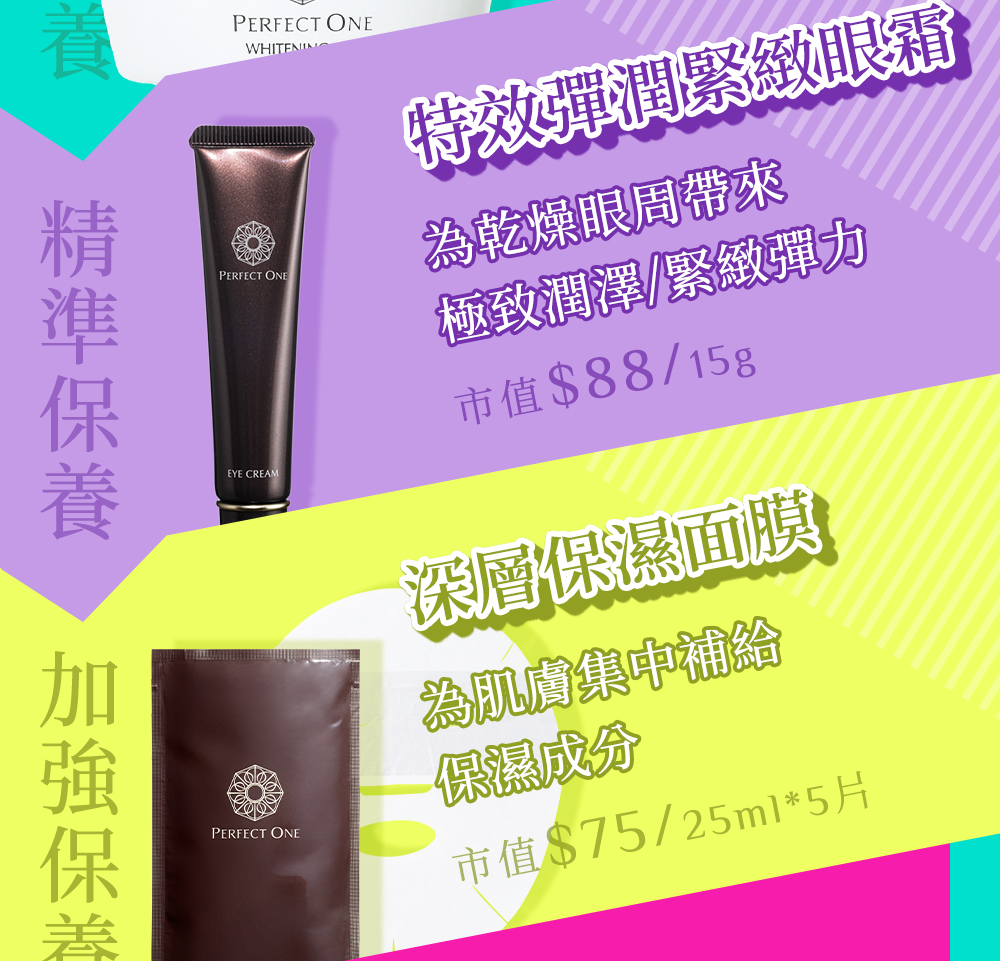 養
PERFECT ONE
WHITENING
特效彈潤緊緻眼霜
為乾燥眼周帶來
極致潤澤/緊緻彈力
市值$88/15g
精準保養
PERFECT ONE
EYE CREAM
深層保濕面膜
為肌膚集中補給
保濕成分
市值$75/25ml*5片
加強保養
PERFECT ONE